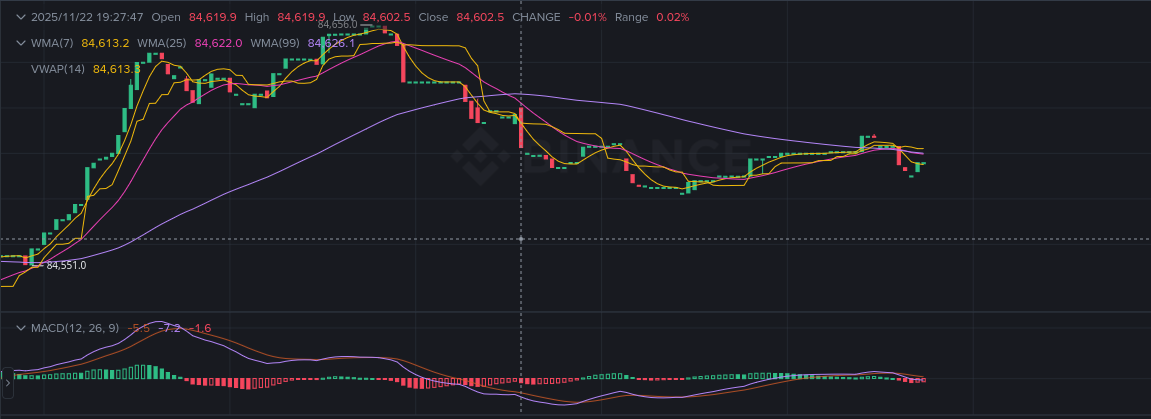 2025/11/22 19:27:47 Open 84,619.9 High 84,619.9 Low 84,602.5 Close 84,602.5 CHANGE −0.01% Range 0.02%
84,656.0
WMA(7) 84,613.2 WMA(25) 84,622.0 WMA(99) 84,626.1
VWAP(14) 84,613.3
BINANCE
84,551.0
MACD(12, 26, 9) −5.5 −7.2 −1.6